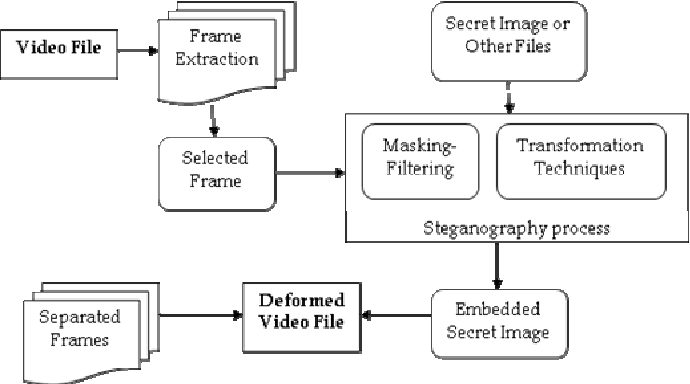 Video File
Frame
Extraction
Secret Image or
Other Files
Selected
Frame
Masking-
Filtering
Transformation
Techniques
Steganography process
Separated
Frames
Deformed
Video File
Embedded
Secret Image